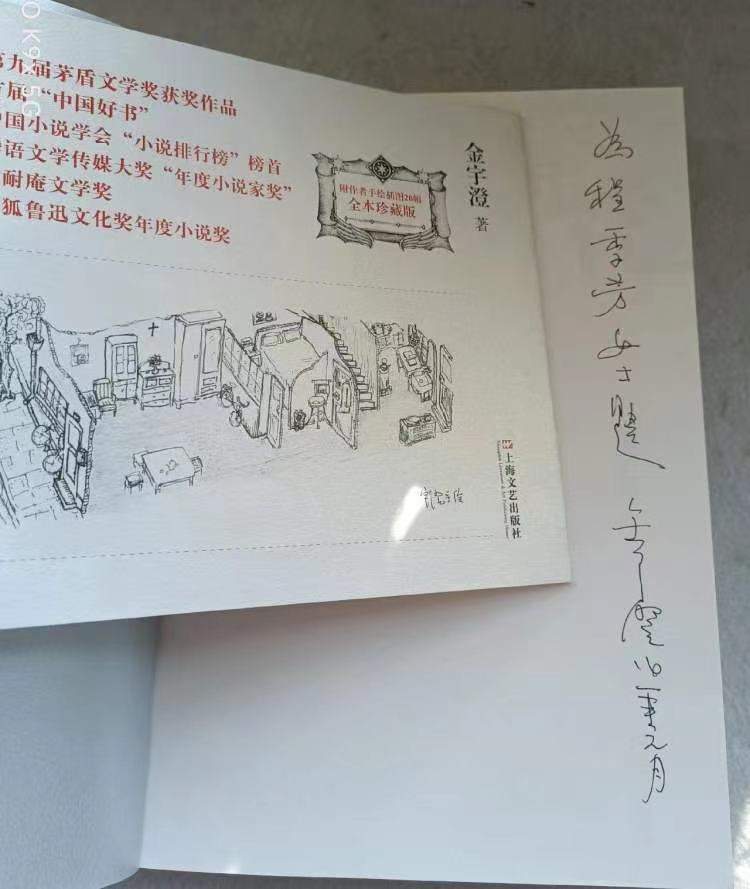 OK9x 5G
第九届茅盾文学奖获奖作品
首届“中国好书”
中国小说学会“小说排行榜”榜首
华语文学传媒大奖“年度小说家奖”
耐庵文学奖
狐鲁迅文化奖年度小说奖
附作者手绘插图20幅
全本珍藏版
金宇澄 著
上海文艺出版社
为程季芳女士题
金宇澄
元月